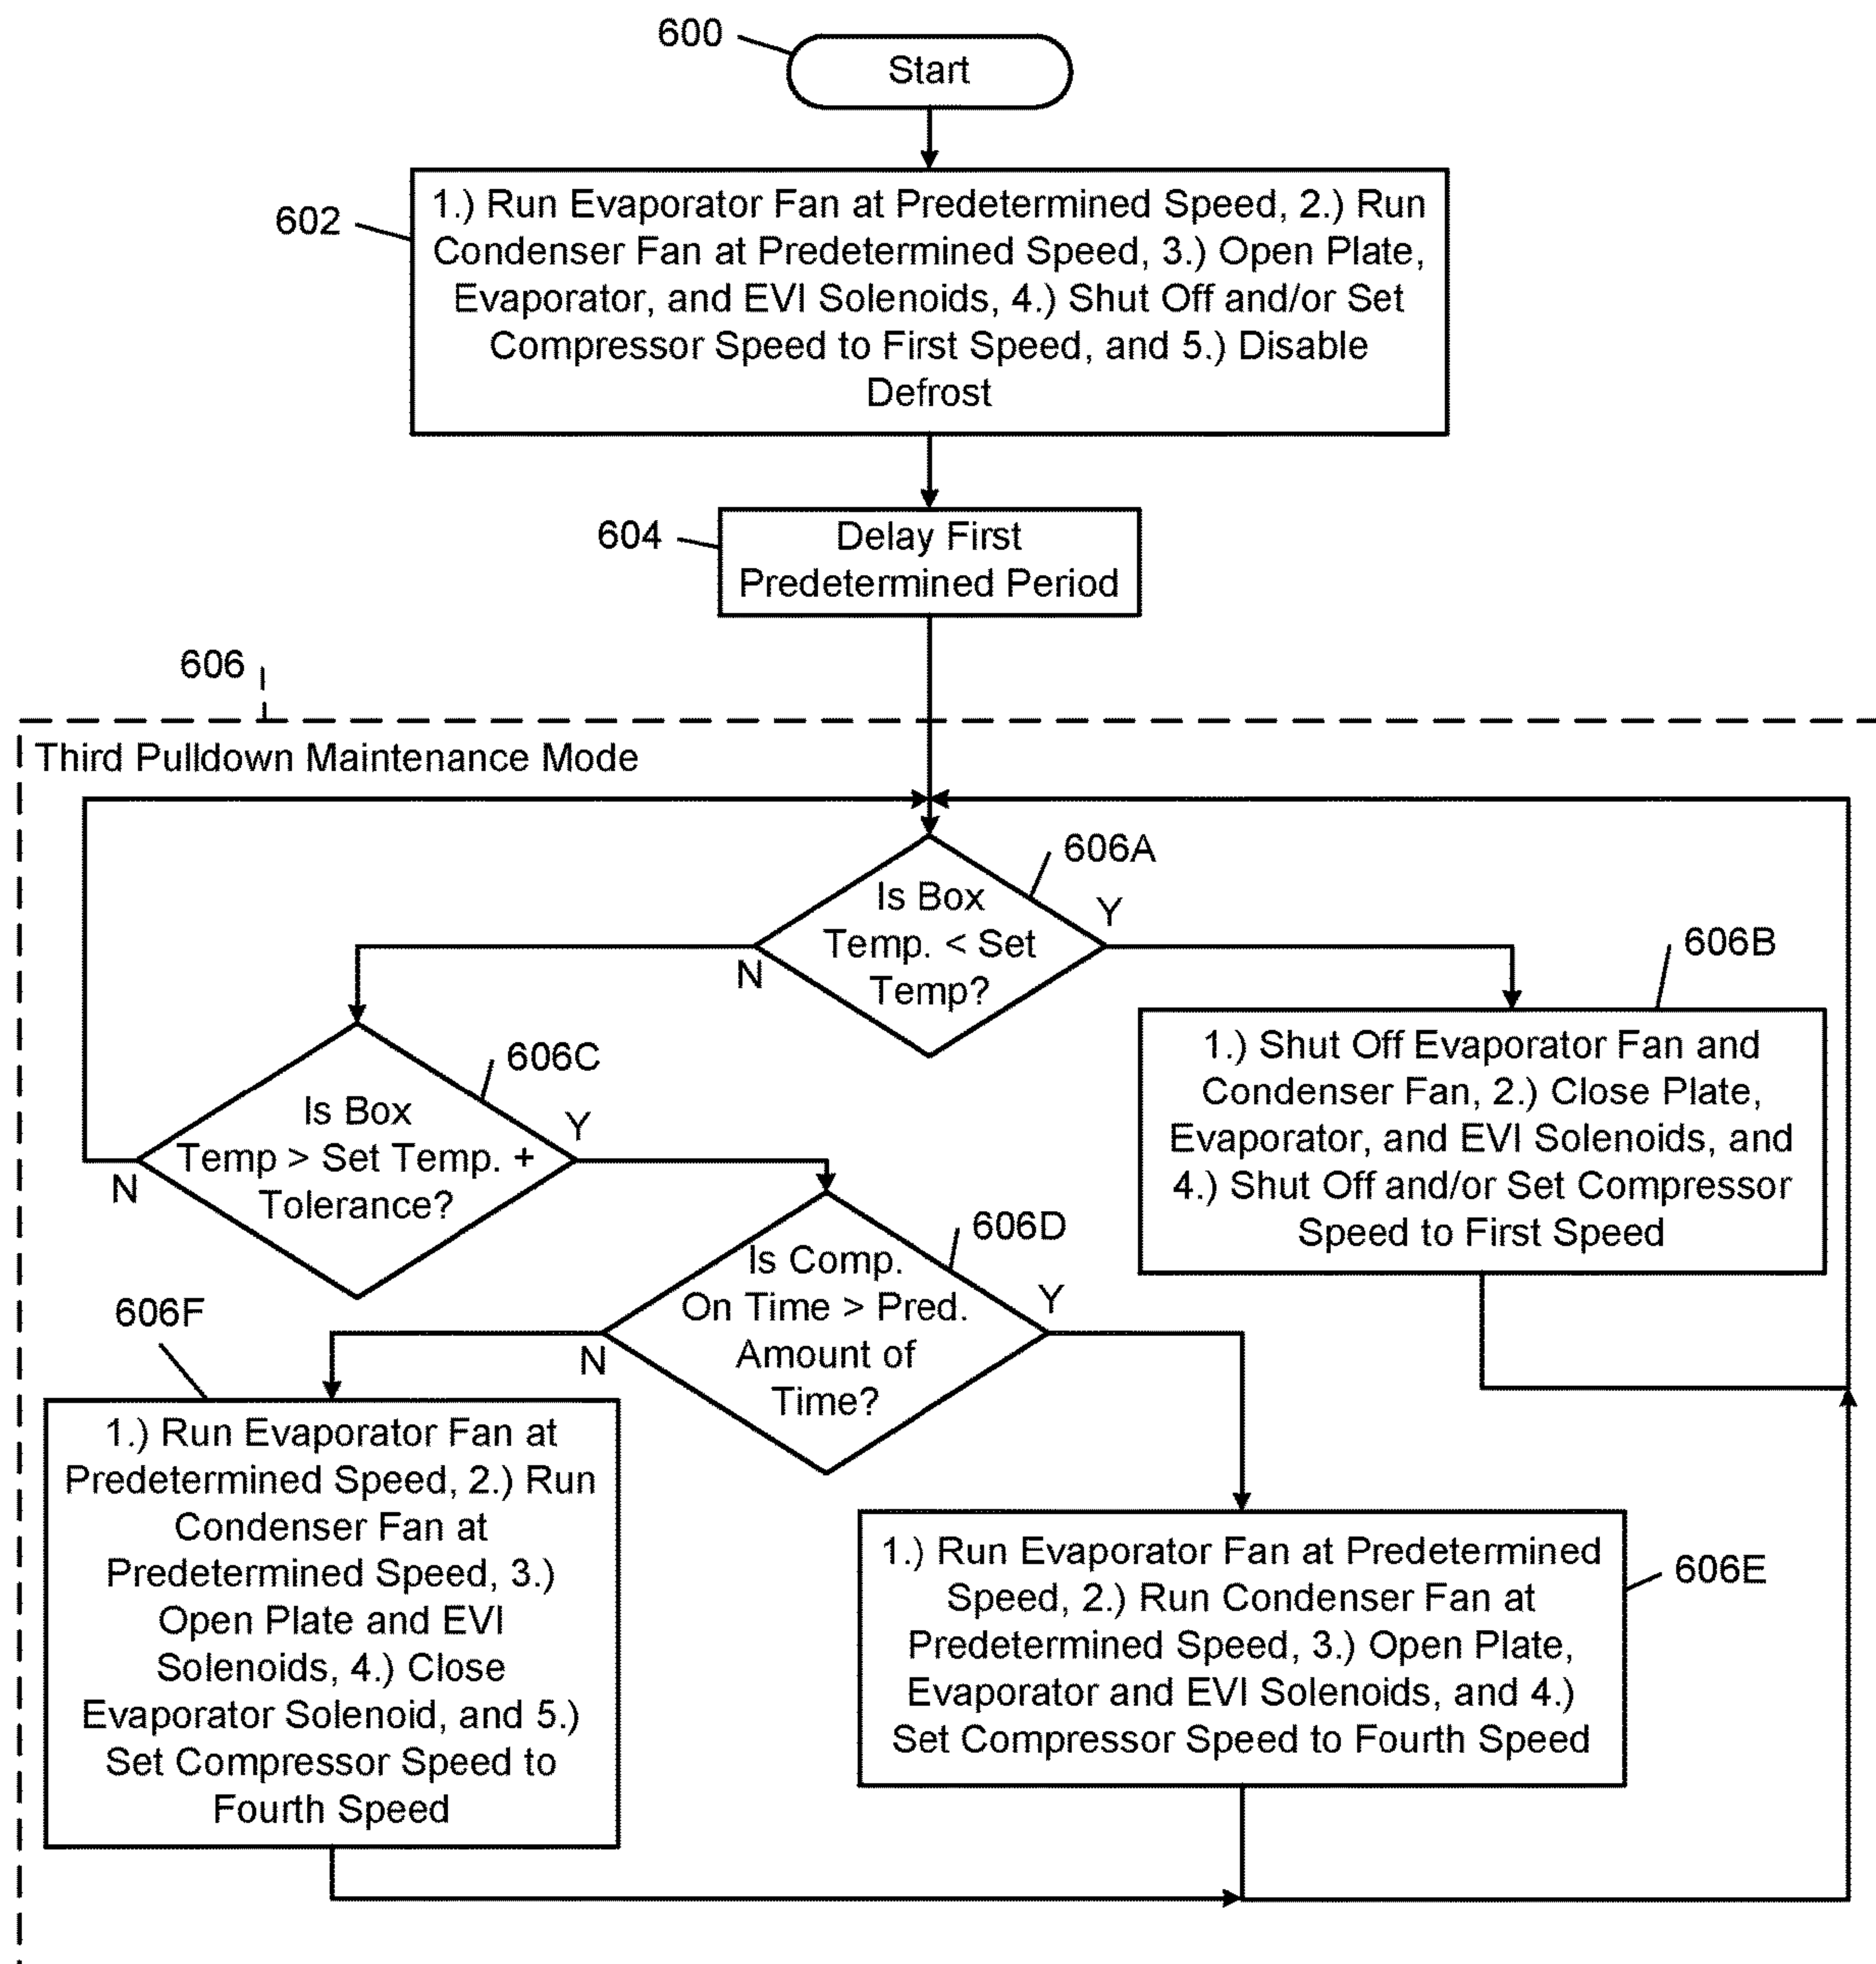 600
Start
602
1.) Run Evaporator Fan at Predetermined Speed, 2.) Run
Condenser Fan at Predetermined Speed, 3.) Open Plate,
Evaporator, and EVI Solenoids, 4.) Shut Off and/or Set
Compressor Speed to First Speed, and 5.) Disable
Defrost
604
Delay First
Predetermined Period
606
Third Pulldown Maintenance Mode
606A
Is Box
Temp. < Set
Temp?
Y
N
606B
1.) Shut Off Evaporator Fan and
Condenser Fan, 2.) Close Plate,
Evaporator, and EVI Solenoids, and
4.) Shut Off and/or Set Compressor
Speed to First Speed
606C
Is Box
Temp > Set Temp. +
Tolerance?
Y
N
606D
Is Comp.
On Time > Pred.
Amount of
Time?
Y
N
606F
1.) Run Evaporator Fan at
Predetermined Speed, 2.) Run
Condenser Fan at
Predetermined Speed, 3.)
Open Plate and EVI
Solenoids, 4.) Close
Evaporator Solenoid, and 5.)
Set Compressor Speed to
Fourth Speed
606E
1.) Run Evaporator Fan at Predetermined
Speed, 2.) Run Condenser Fan at
Predetermined Speed, 3.) Open Plate,
Evaporator and EVI Solenoids, and 4.)
Set Compressor Speed to Fourth Speed